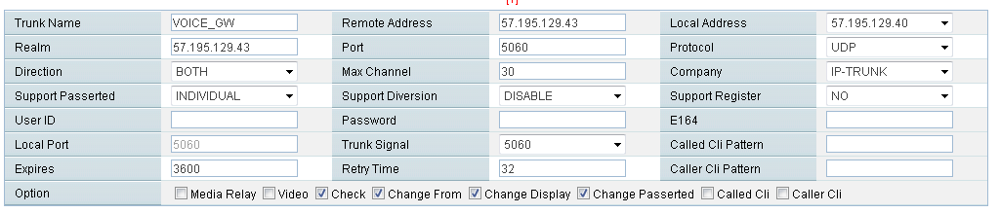 [1]
Trunk Name VOICE_GW Remote Address 57.195.129.43 Local Address 57.195.129.40
Realm 57.195.129.43 Port 5060 Protocol UDP
Direction BOTH Max Channel 30 Company IP-TRUNK
Support Passerted INDIVIDUAL Support Diversion DISABLE Support Register NO
User ID Password E164
Local Port 5060 Trunk Signal 5060 Called Cli Pattern
Expires 3600 Retry Time 32 Caller Cli Pattern
Option Media Relay Video Check Change From Change Display Change Passerted Called Cli Caller Cli